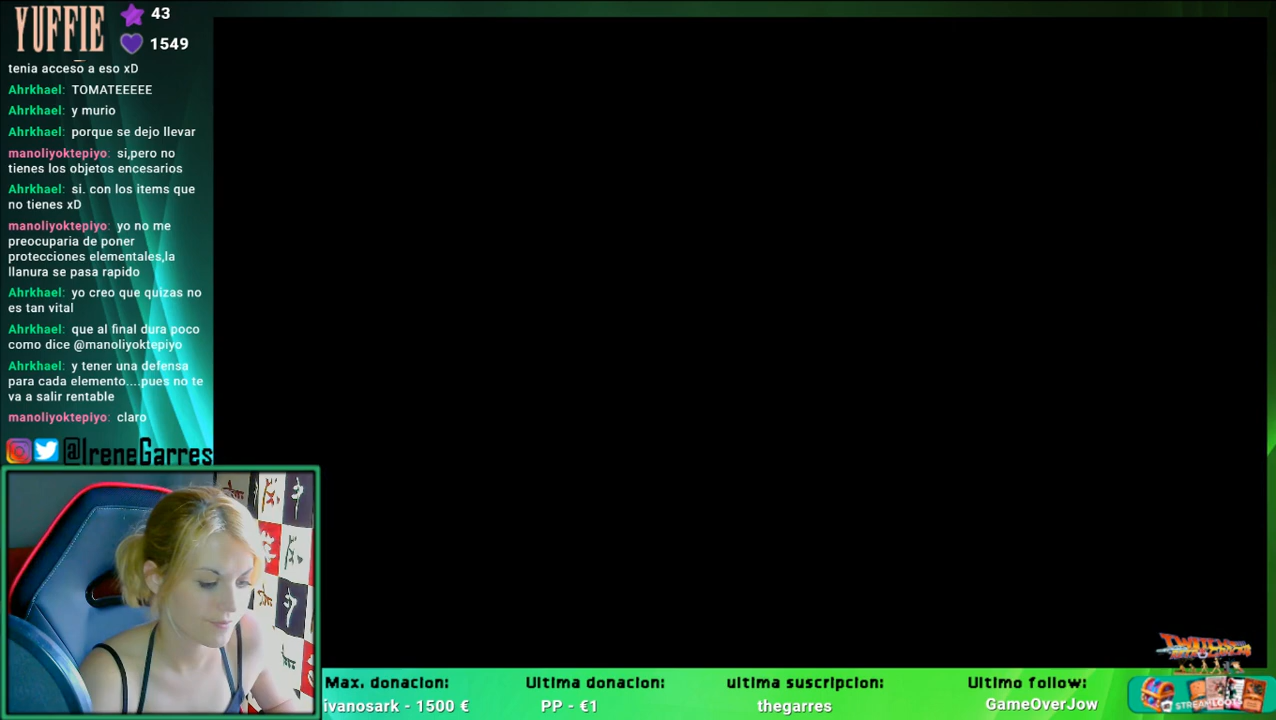 YUFFIE
43
1549
tenia acceso a eso xD
Ahrkhael: TOMATEEEEE
Ahrkhael: y murio
Ahrkhael: porque se dejo llevar
manoliyoktepiyo: si,pero no
tienes los objetos encesarios
Ahrkhael: si. con los items que
no tienes xD
manoliyoktepiyo: yo no me
preocuparia de poner
protecciones elementales,la
llanura se pasa rapido
Ahrkhael: yo creo que quizas no
es tan vital
Ahrkhael: que al final dura poco
como dice @manoliyoktepiyo
Ahrkhael: y tener una defensa
para cada elemento....pues no te
va a salir rentable
manoliyoktepiyo: claro
@IreneGarres
Max. donacion:
ivanosark - 1500 €
Ultima donacion:
PP - €1
ultima suscripcion:
thegarres
Ultimo follow:
GameOverJow
STREAMLOOTS